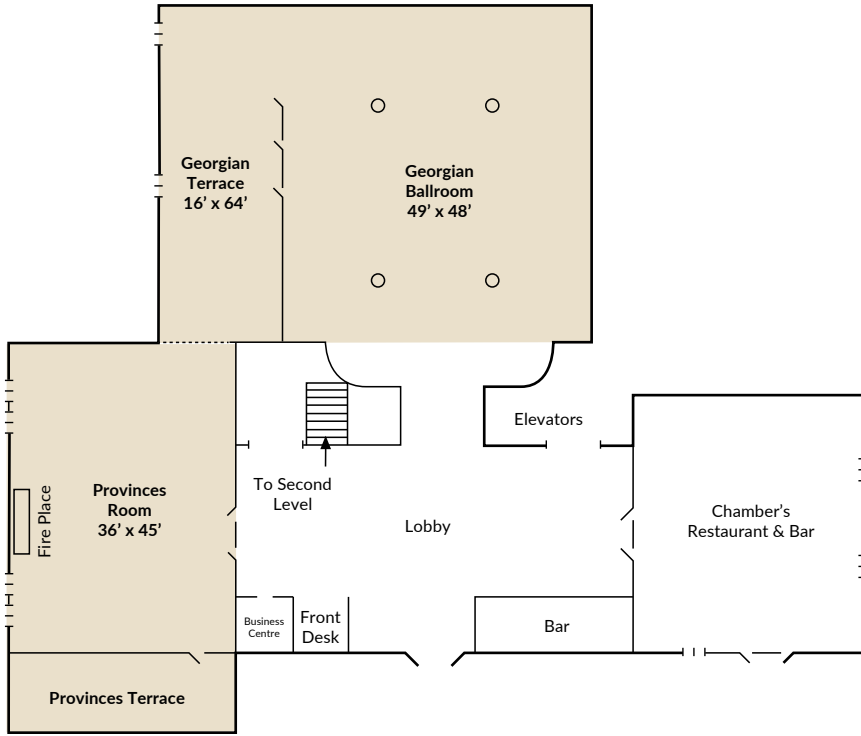 Georgian
Terrace
16’ x 64’
Georgian
Ballroom
49’ x 48’
Elevators
To Second
Level
Provinces
Room
36’ x 45’
Fire Place
Lobby
Chamber’s
Restaurant & Bar
Business
Centre
Front
Desk
Bar
Provinces Terrace